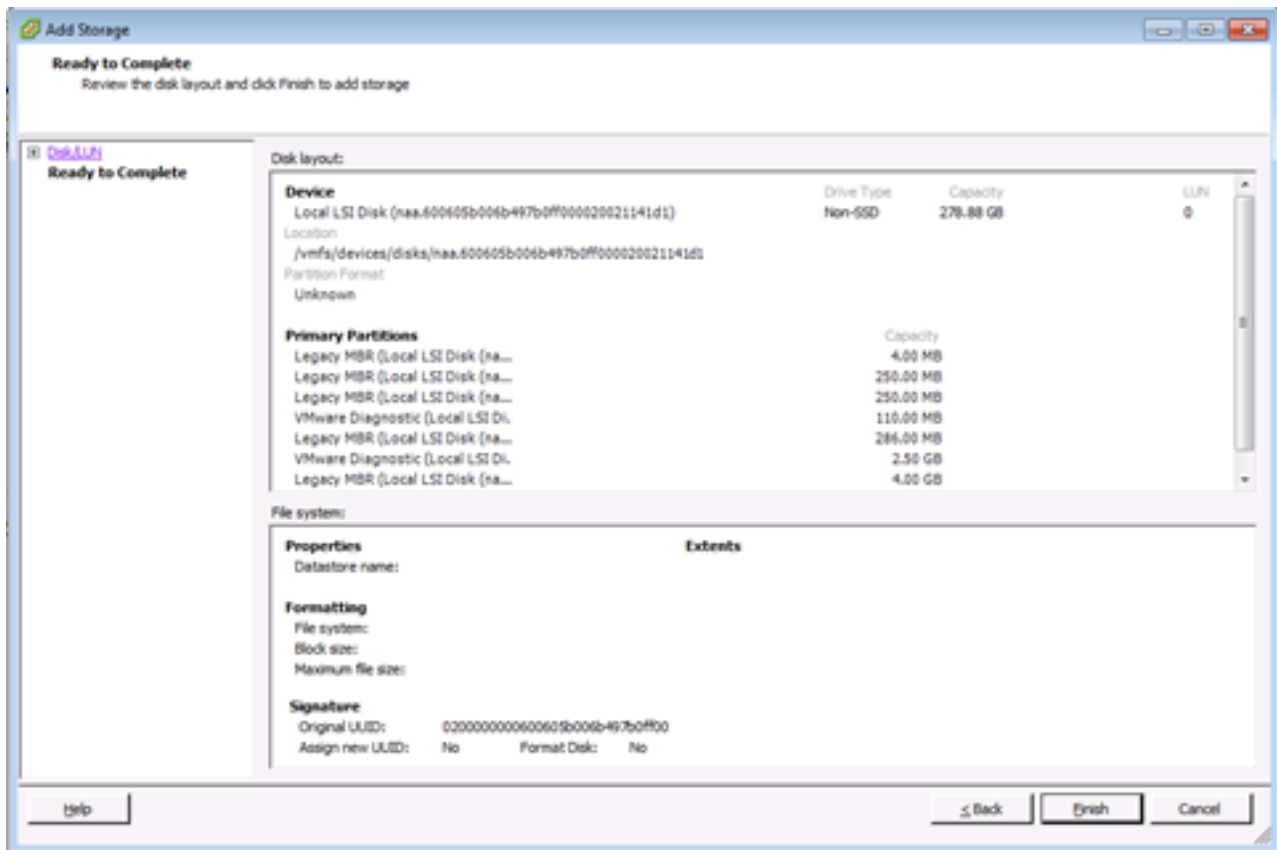 Add Storage
Ready to Complete
Review the disk layout and click Finish to add storage
Disk/LUN
Ready to Complete
Disk layout:
Device Drive Type Capacity LUN
Local LSI Disk (naa.600605b006b497b0ff000020021141d1) Non-SSD 278.88 GB 0
Location
/vmfs/devices/disks/naa.600605b006b497b0ff000020021141d1
Partition Format
Unknown
Primary Partitions Capacity
Legacy MBR (Local LSI Disk (na... 4.00 MB
Legacy MBR (Local LSI Disk (na... 250.00 MB
Legacy MBR (Local LSI Disk (na... 250.00 MB
VMware Diagnostic (Local LSI Di... 110.00 MB
Legacy MBR (Local LSI Disk (na... 286.00 MB
VMware Diagnostic (Local LSI Di... 2.50 GB
Legacy MBR (Local LSI Disk (na... 4.00 GB
File system:
Properties Extents
Datastore name:
Formatting
File system:
Block size:
Maximum file size:
Signature
Original UUID: 0200000000600605b006b497b0ff00
Assign new UUID: No Format Disk: No
Help < Back Finish Cancel